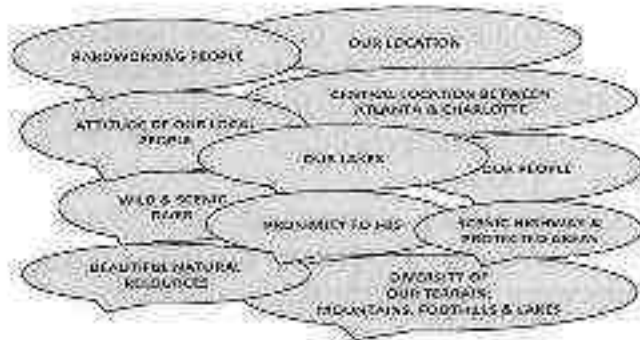 HARDWORKING PEOPLE
OUR LOCATION
CENTRAL LOCATION BETWEEN
ATLANTA & CHARLOTTE
ATTITUDE OF OUR LOCAL
PEOPLE
OUR LAKES
OUR PEOPLE
WILD & SCENIC
RIVER
PROXIMITY TO I-85
SCENIC HIGHWAY &
PROTECTED AREAS
BEAUTIFUL NATURAL
RESOURCES
DIVERSITY OF
OUR TERRAIN:
MOUNTAINS, FOOTHILLS & LAKES